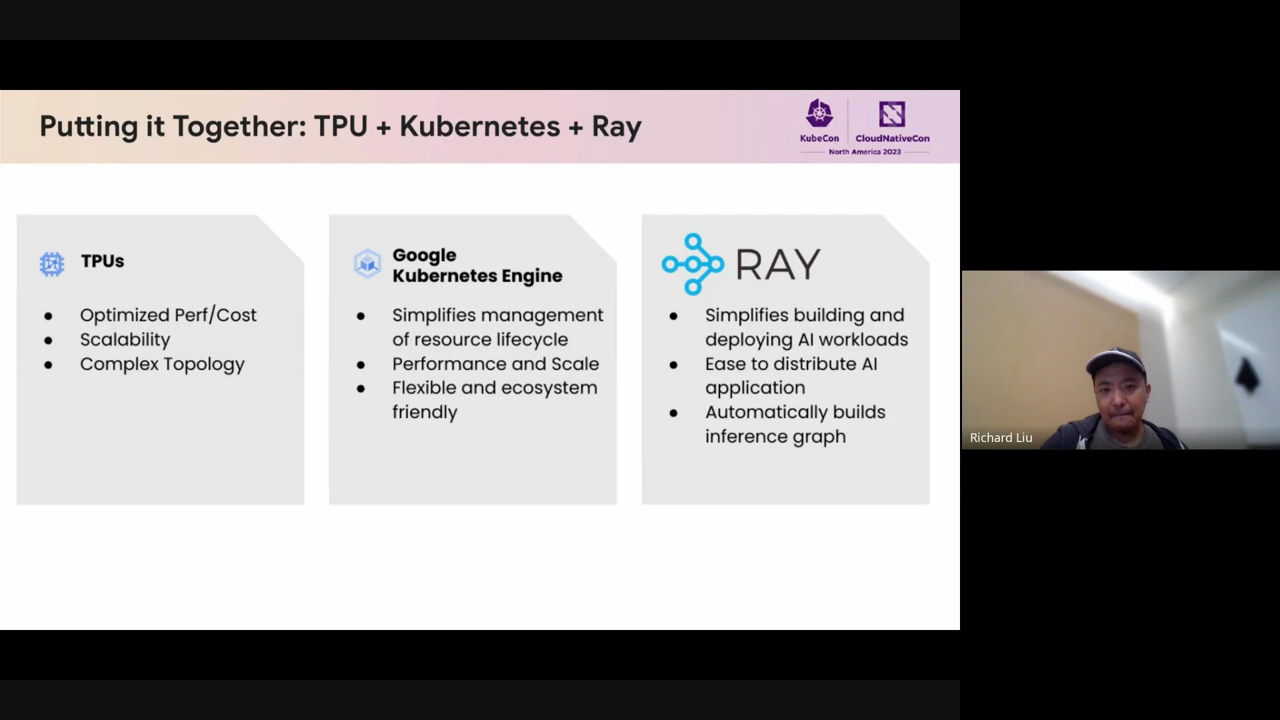 Putting it Together: TPU + Kubernetes + Ray
KubeCon
CloudNativeCon
North America 2023
TPUs
● Optimized Perf/Cost
● Scalability
● Complex Topology
Google
Kubernetes Engine
● Simplifies management
of resource lifecycle
● Performance and Scale
● Flexible and ecosystem
friendly
RAY
● Simplifies building and
deploying AI workloads
● Ease to distribute AI
application
● Automatically builds
inference graph
Richard Liu